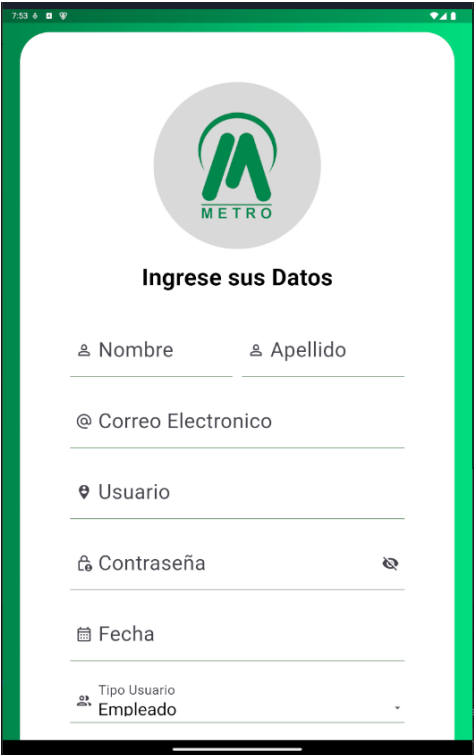 7:53
METRO
Ingrese sus Datos
Nombre Apellido
Correo Electronico
Usuario
Contraseña
Fecha
Tipo Usuario
Empleado